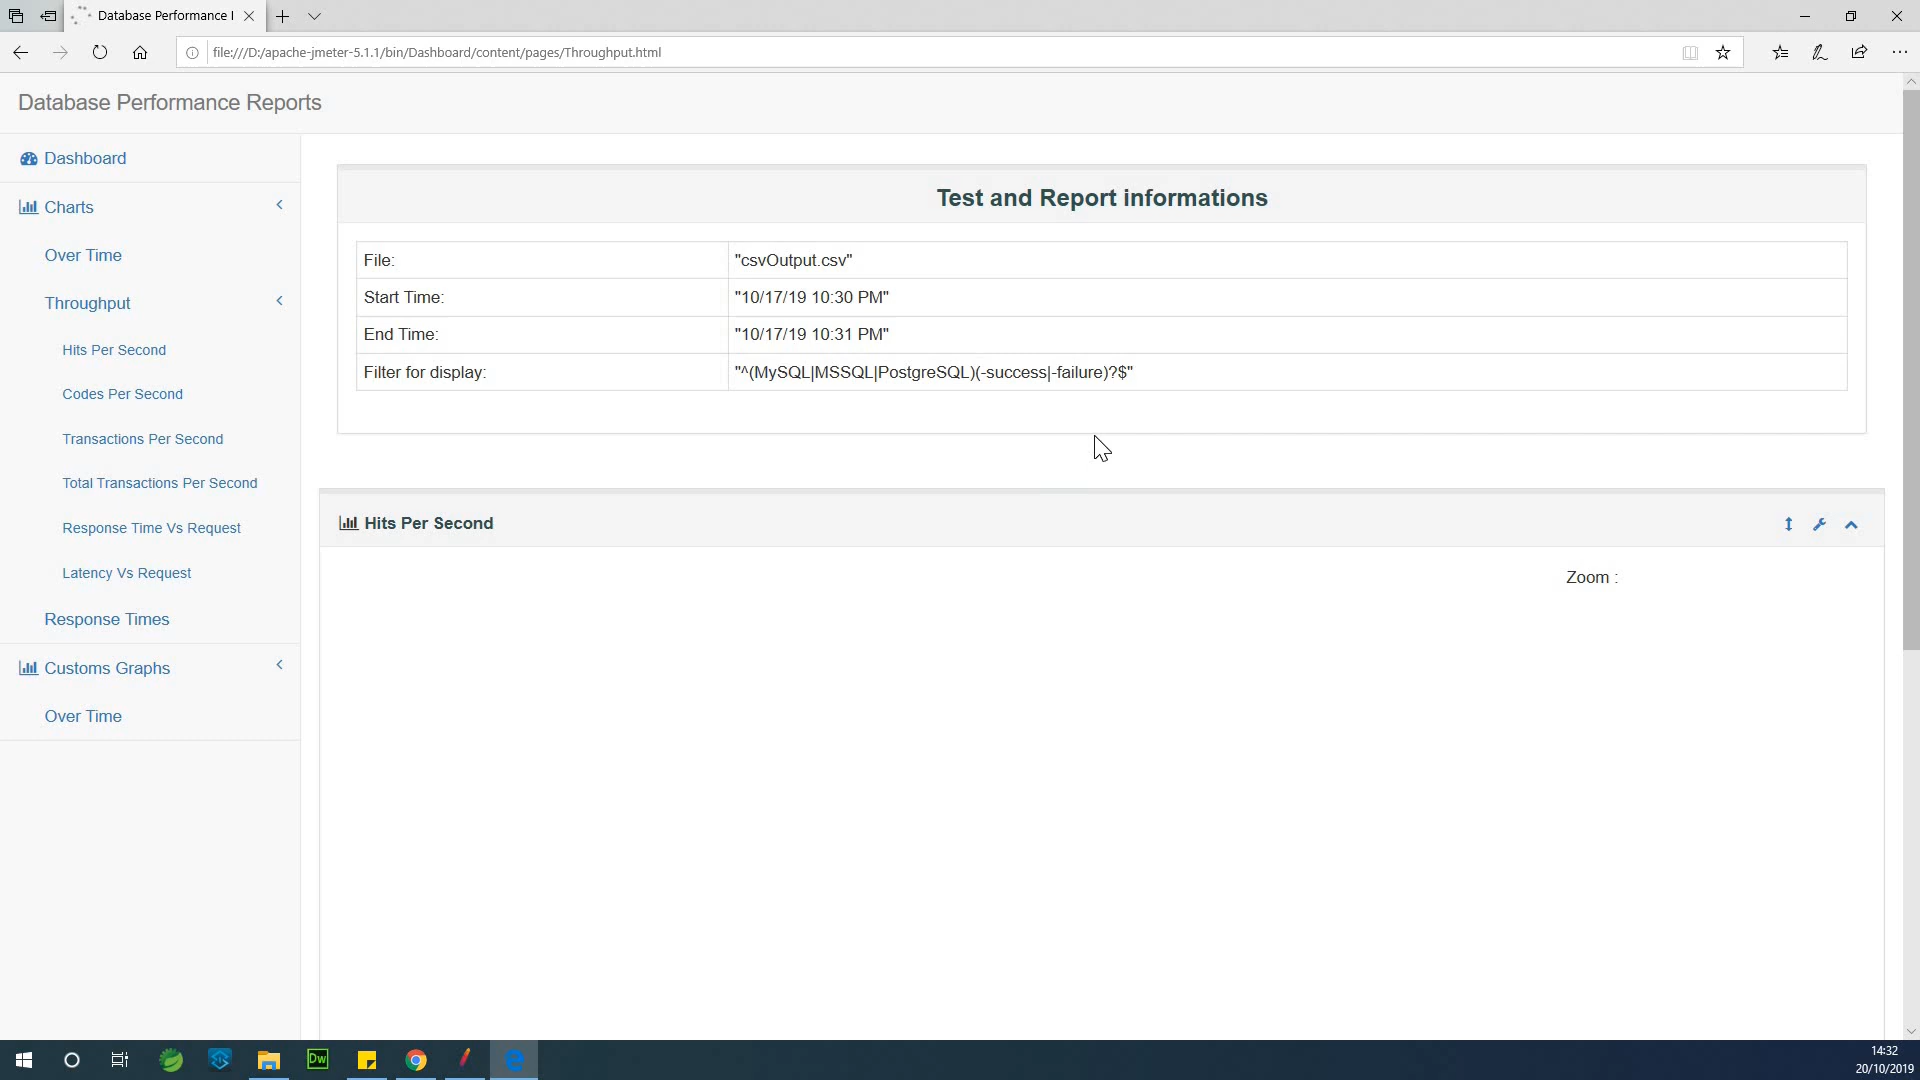 Database Performance I
file:///D:/apache-jmeter-5.1.1/bin/Dashboard/content/pages/Throughput.html
Database Performance Reports
Dashboard
Charts
Over Time
Throughput
Hits Per Second
Codes Per Second
Transactions Per Second
Total Transactions Per Second
Response Time Vs Request
Latency Vs Request
Response Times
Customs Graphs
Over Time
Test and Report informations
File: "csvOutput.csv"
Start Time: "10/17/19 10:30 PM"
End Time: "10/17/19 10:31 PM"
Filter for display: "^(MySQL|MSSQL|PostgreSQL)(-success|-failure)?$"
Hits Per Second
Zoom :
Dw
14:32
20/10/2019